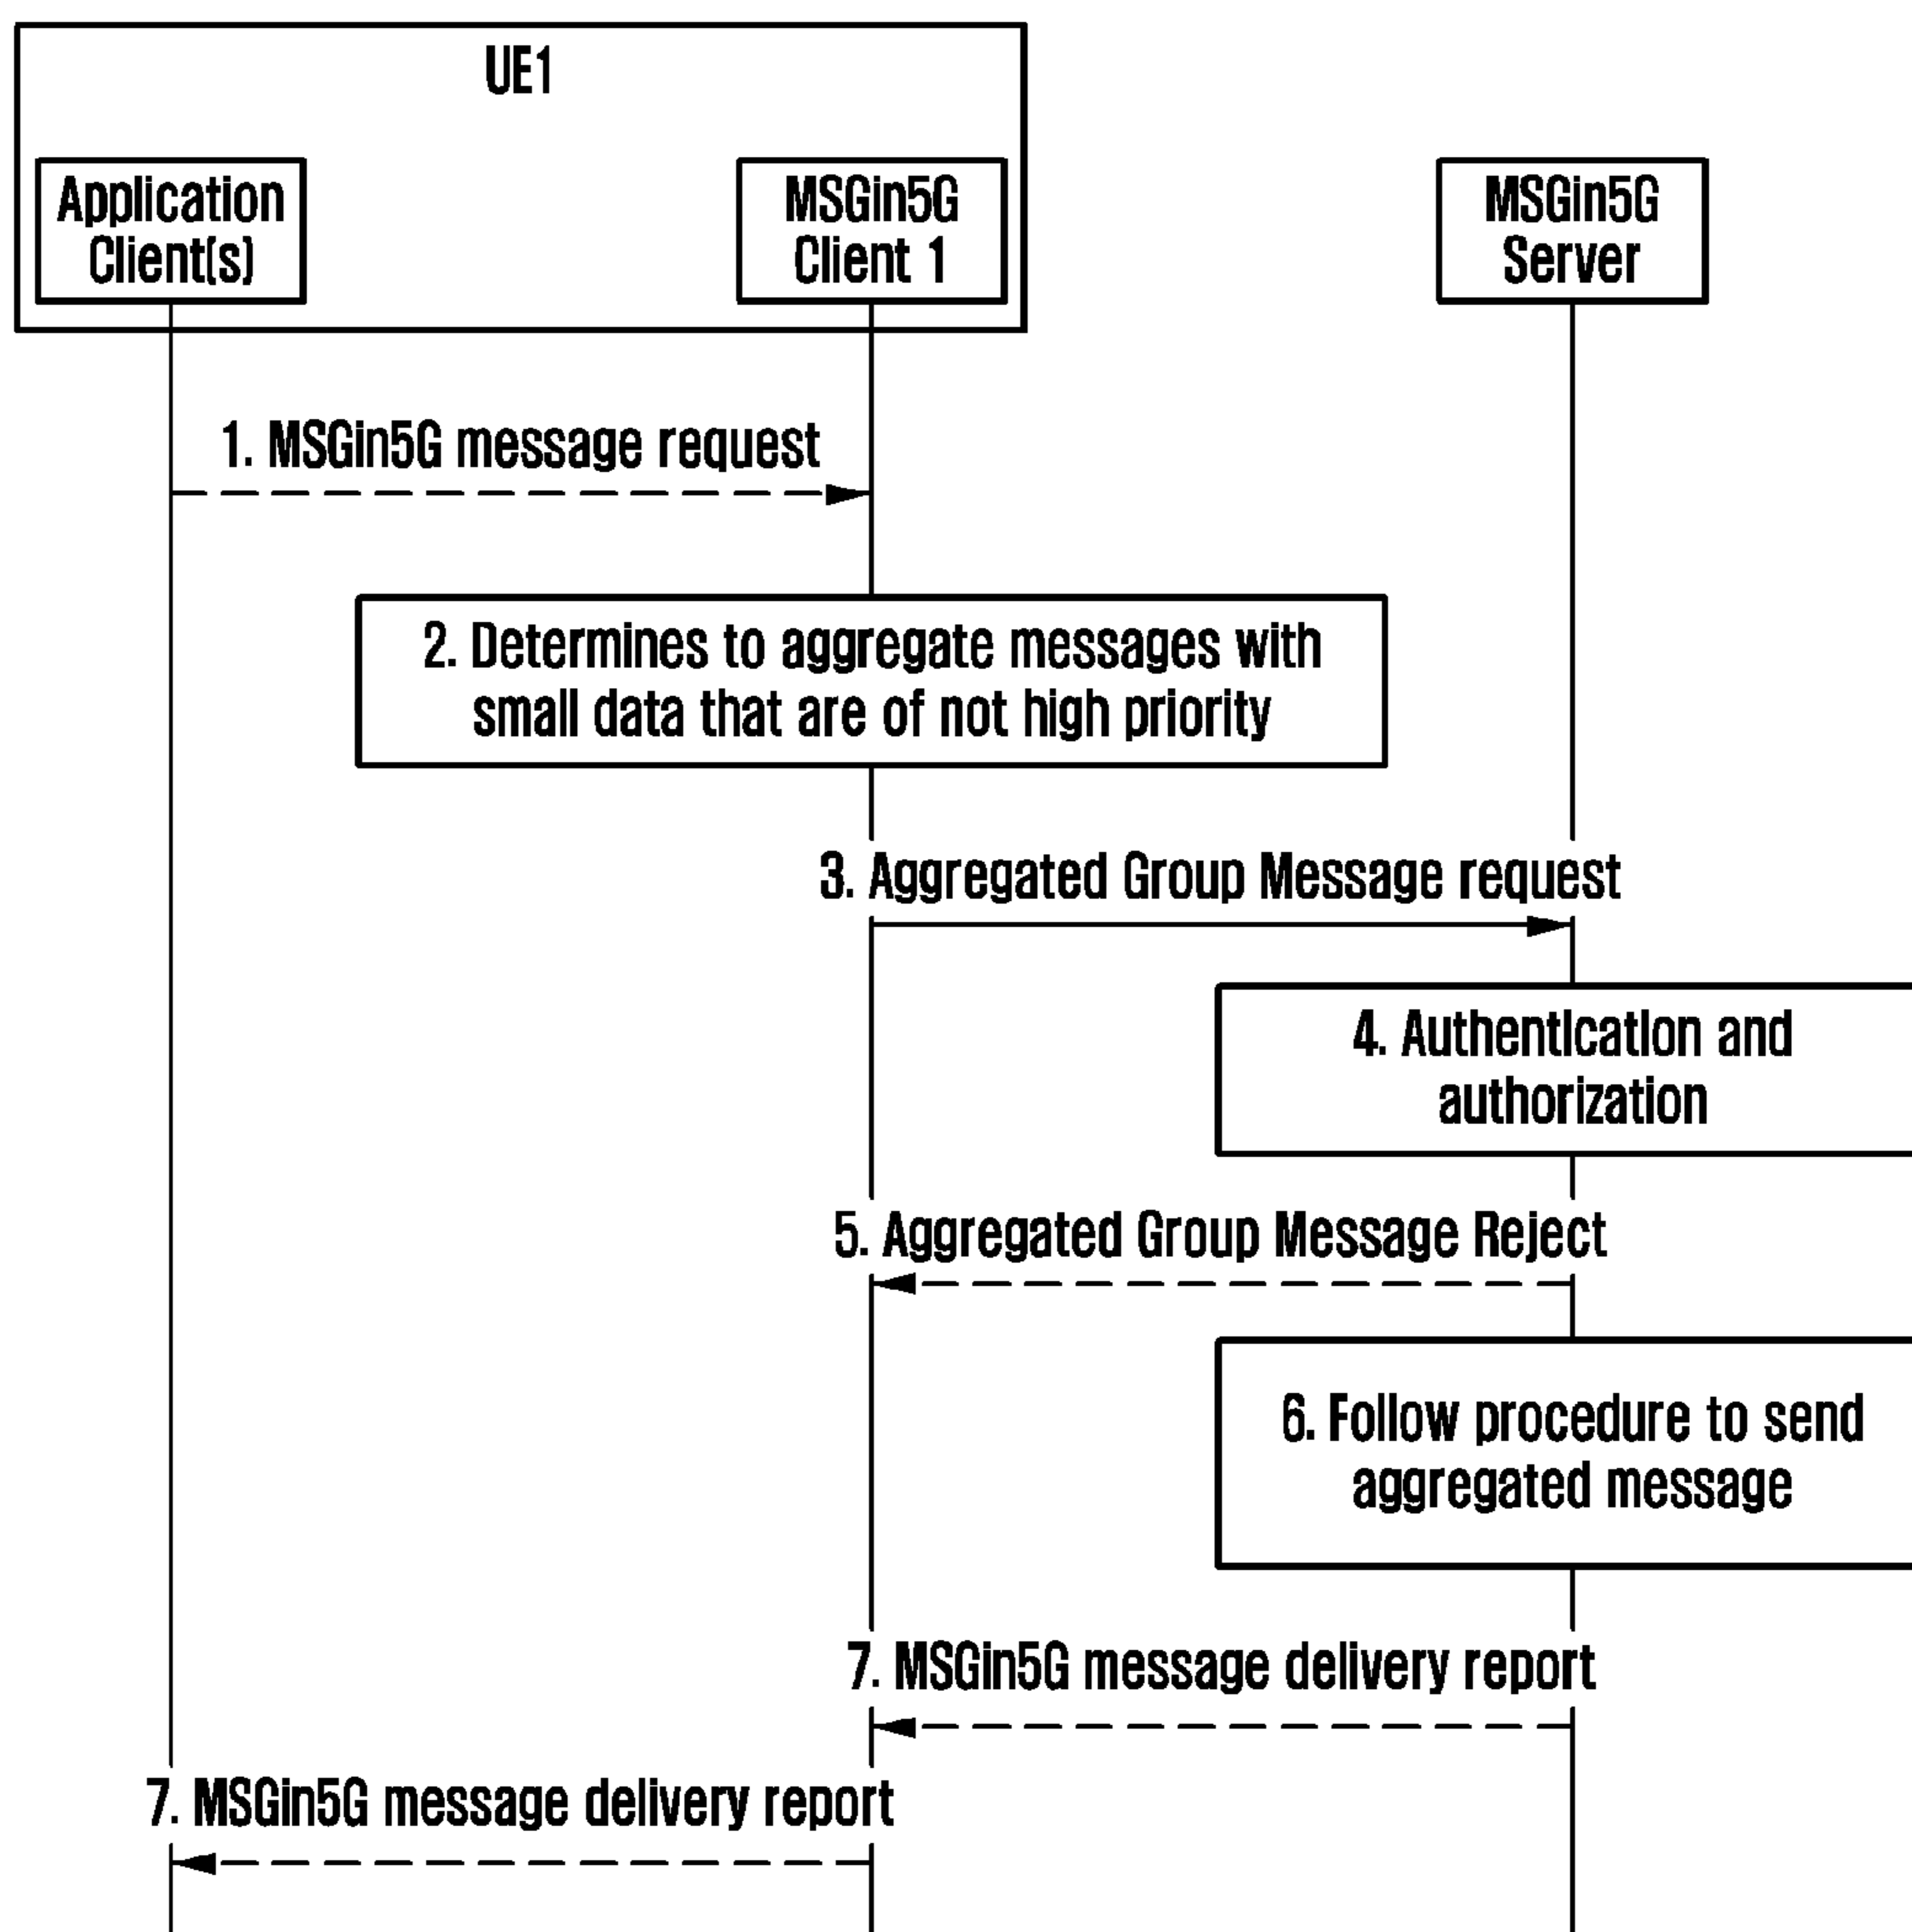 UE1
Application
Client(s)
MSGin5G
Client 1
MSGin5G
Server
1. MSGin5G message request
2. Determines to aggregate messages with
small data that are of not high priority
3. Aggregated Group Message request
4. Authentication and
authorization
5. Aggregated Group Message Reject
6. Follow procedure to send
aggregated message
7. MSGin5G message delivery report
7. MSGin5G message delivery report